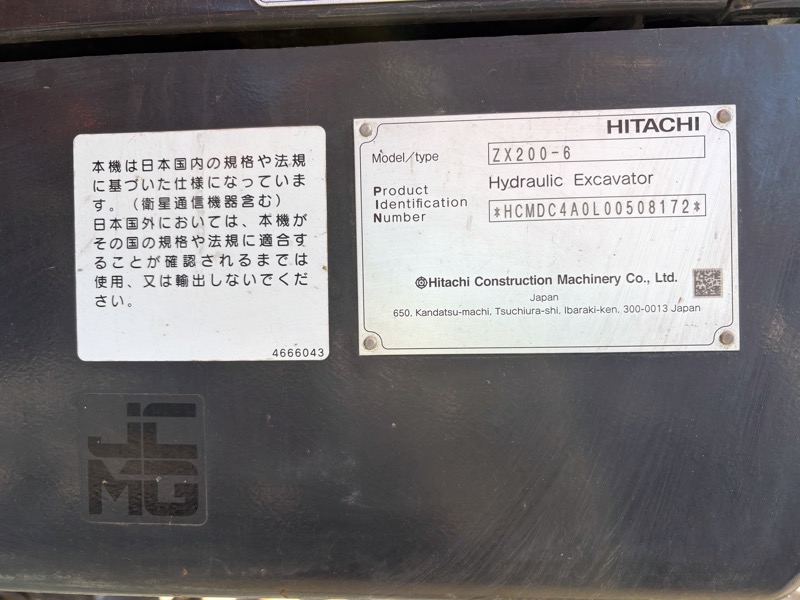 本機は日本国内の規格や法規
に基づいた仕様になっていま
す。（衛星通信機器含む）
日本国外においては、本機が
その国の規格や法規に適合す
ることが確認されるまでは
使用、又は輸出しないでくだ
さい。
4666043
JC
MG
HITACHI
Model/type ZX200-6
Hydraulic Excavator
Product
Identification
Number
*HCMDC4A0L00508172*
Hitachi Construction Machinery Co., Ltd.
Japan
650, Kandatsu-machi, Tsuchiura-shi, Ibaraki-ken, 300-0013 Japan